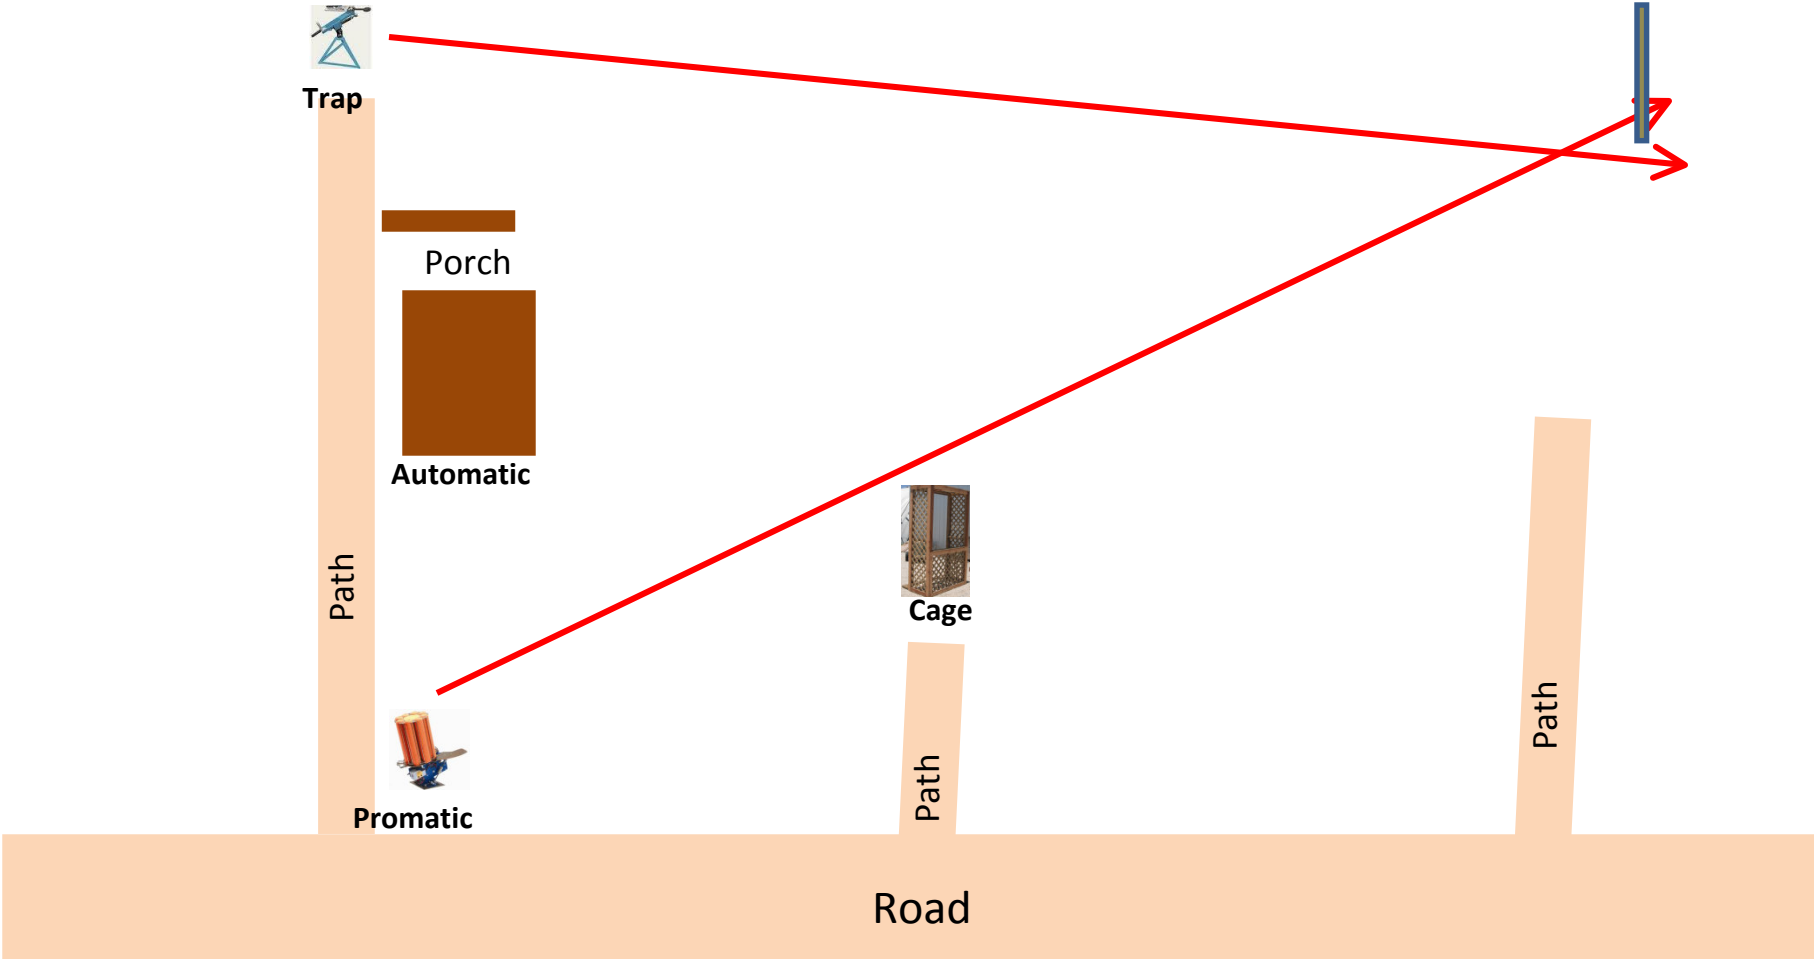 Trap
Porch
Automatic
Path
Cage
Path
Path
Promatic
Road